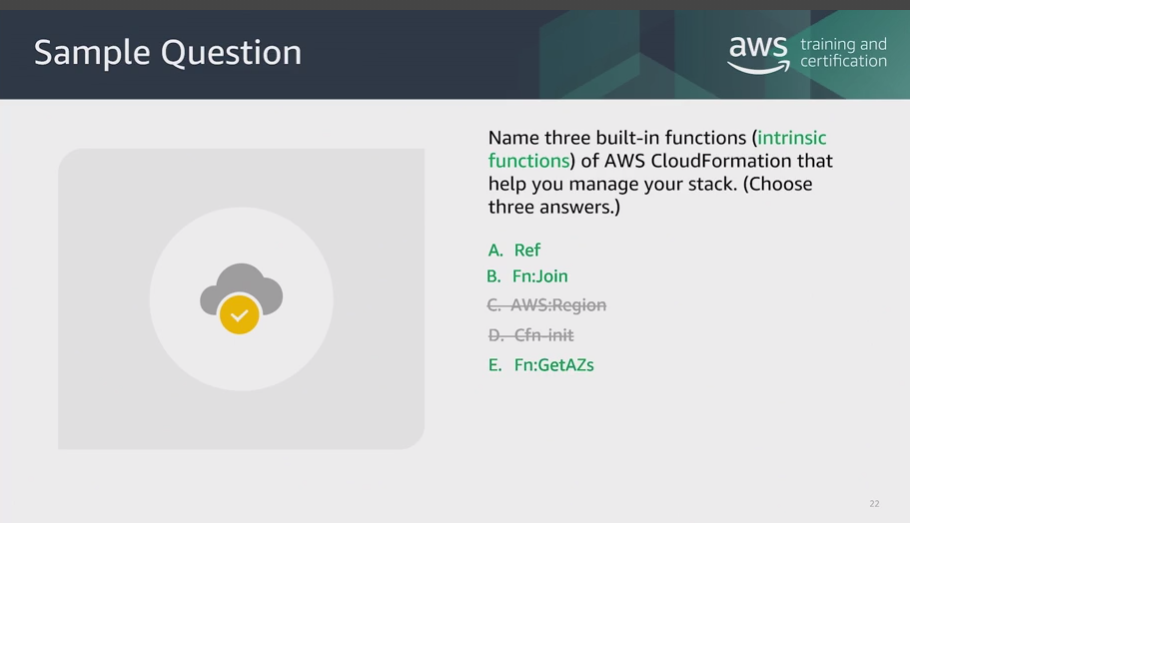 Sample Question
aws training and
certification
Name three built-in functions (intrinsic
functions) of AWS CloudFormation that
help you manage your stack. (Choose
three answers.)
A. Ref
B. Fn:Join
C. AWS:Region
D. Cfn-init
E. Fn:GetAZs
22